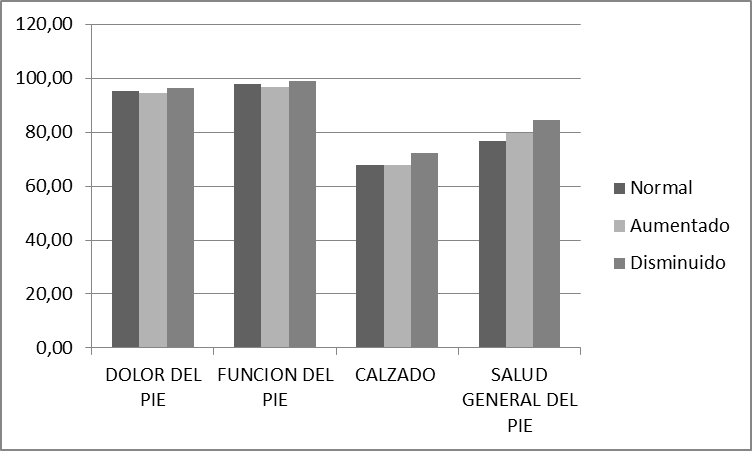 120,00
100,00
80,00
60,00
40,00
20,00
0,00
DOLOR DEL
PIE
FUNCION DEL
PIE
CALZADO
SALUD
GENERAL DEL
PIE
Normal
Aumentado
Disminuido